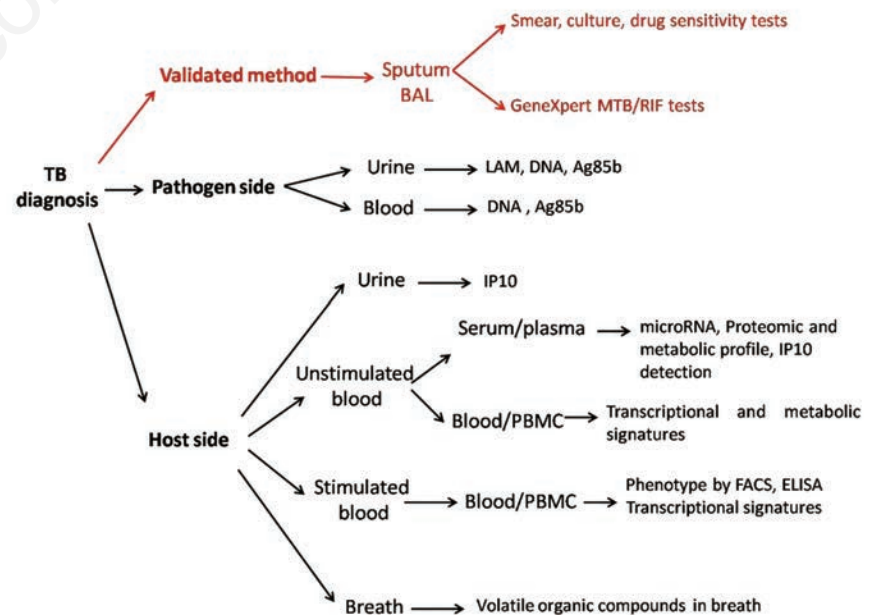 Smear, culture, drug sensitivity tests
Validated method
Sputum
BAL
GeneXpert MTB/RIF tests
TB
diagnosis
Pathogen side
Urine
LAM, DNA, Ag85b
Blood
DNA , Ag85b
Urine
IP10
Serum/plasma
microRNA, Proteomic and
metabolic profile, IP10
detection
Unstimulated
blood
Blood/PBMC
Transcriptional and metabolic
signatures
Host side
Stimulated
blood
Blood/PBMC
Phenotype by FACS, ELISA
Transcriptional signatures
Breath
Volatile organic compounds in breath